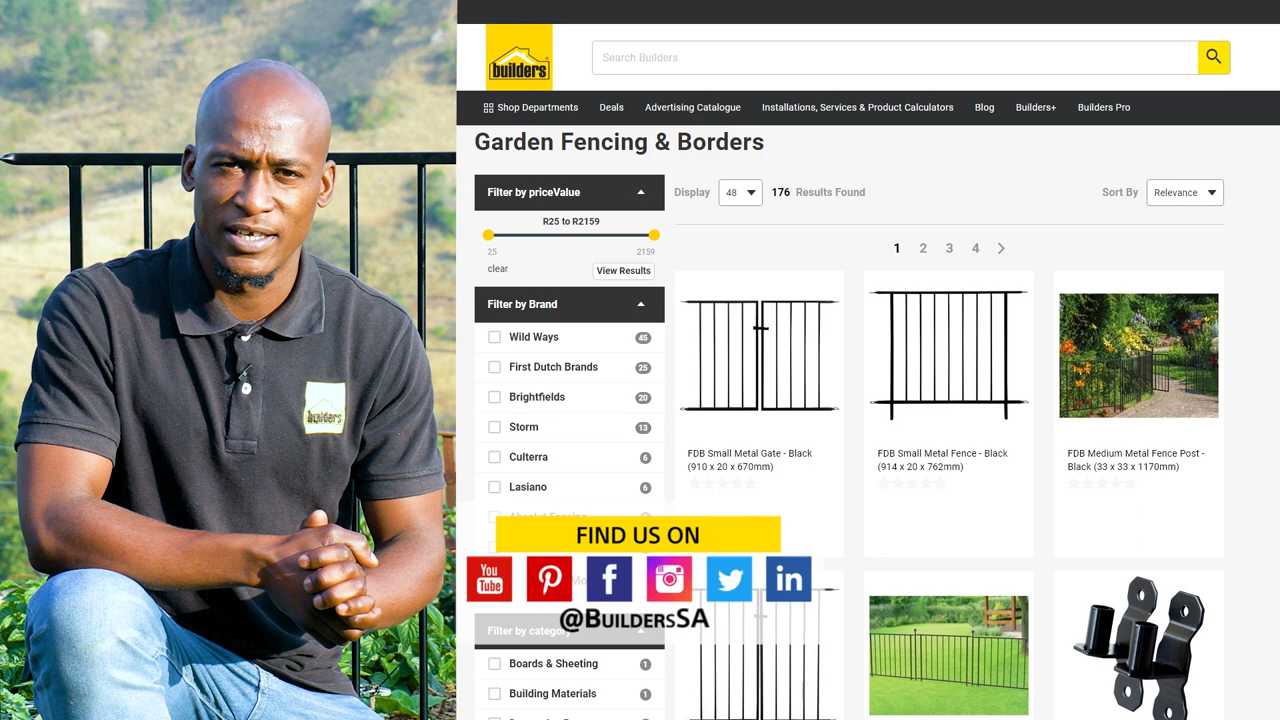 builders
Search Builders
Shop Departments
Deals
Advertising Catalogue
Installations, Services & Product Calculators
Blog
Builders+
Builders Pro
Garden Fencing & Borders
Filter by priceValue
Display
48
176 Results Found
Sort By
Relevance
R25 to R2159
25
2159
clear
View Results
1 2 3 4
Filter by Brand
Wild Ways 45
First Dutch Brands 25
Brightfields 20
Storm 13
Culterra 6
Lasiano 6
FDB Small Metal Gate - Black
(910 x 20 x 670mm)
FDB Small Metal Fence - Black
(914 x 20 x 762mm)
FDB Medium Metal Fence Post -
Black (33 x 33 x 1170mm)
builders
FIND US ON
You
Tube
@BUILDERSSA
Filter by category
Boards & Sheeting 1
Building Materials 1